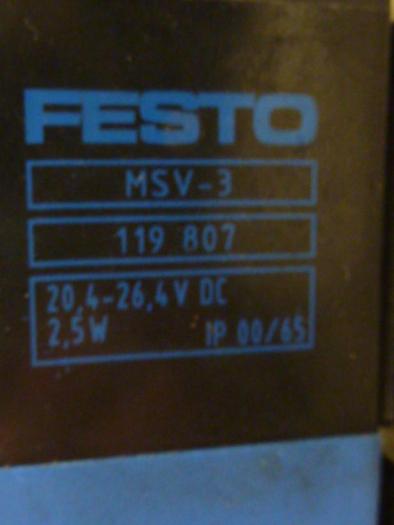 FESTO
MSV-3
119 807
20,4-26,4V DC
2,5W IP 00/65